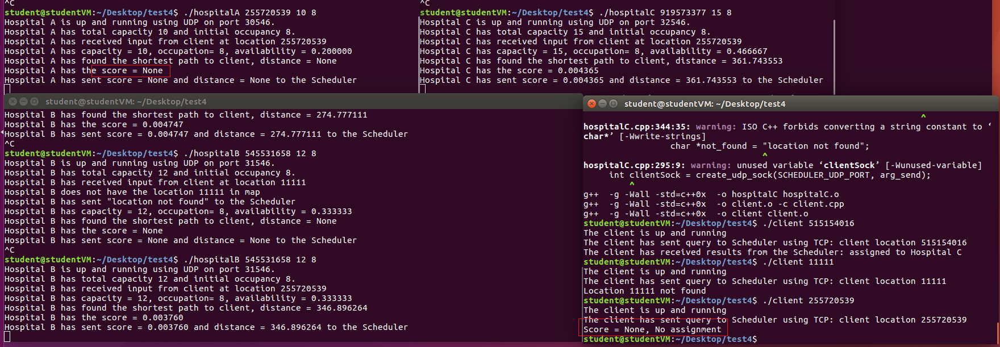 ^C
student@studentVM:~/Desktop/test4$ ./hospitalA 255720539 10 8
Hospital A is up and running using UDP on port 30546.
Hospital A has total capacity 10 and initial occupancy 8.
Hospital A has received input from client at location 255720539
Hospital A has capacity = 10, occupation= 8, availability = 0.200000
Hospital A has found the shortest path to client, distance = None
Hospital A has the score = None
Hospital A has sent score = None and distance = None to the Scheduler
^C
student@studentVM:~/Desktop/test4$ ./hospitalC 919573377 15 8
Hospital C is up and running using UDP on port 32546.
Hospital C has total capacity 15 and initial occupancy 8.
Hospital C has received input from client at location 255720539
Hospital C has capacity = 15, occupation= 8, availability = 0.466667
Hospital C has found the shortest path to client, distance = 361.743553
Hospital C has the score = 0.004365
Hospital C has sent score = 0.004365 and distance = 361.743553 to the Scheduler
student@studentVM: ~/Desktop/test4
Hospital B has found the shortest path to client, distance = 274.777111
Hospital B has the score = 0.004747
Hospital B has sent score = 0.004747 and distance = 274.777111 to the Scheduler
^C
student@studentVM:~/Desktop/test4$ ./hospitalB 545531658 12 8
Hospital B is up and running using UDP on port 31546.
Hospital B has total capacity 12 and initial occupancy 8.
Hospital B has received input from client at location 11111
Hospital B does not have the location 11111 in map
Hospital B has sent "location not found" to the Scheduler
Hospital B has capacity = 12, occupation= 8, availability = 0.333333
Hospital B has found the shortest path to client, distance = None
Hospital B has the score = None
Hospital B has sent score = None and distance = None to the Scheduler
^C
student@studentVM:~/Desktop/test4$ ./hospitalB 545531658 12 8
Hospital B is up and running using UDP on port 31546.
Hospital B has total capacity 12 and initial occupancy 8.
Hospital B has received input from client at location 255720539
Hospital B has capacity = 12, occupation= 8, availability = 0.333333
Hospital B has found the shortest path to client, distance = 346.896264
Hospital B has the score = 0.003760
Hospital B has sent score = 0.003760 and distance = 346.896264 to the Scheduler
student@studentVM: ~/Desktop/test4
^
hospitalC.cpp:344:35: warning: ISO C++ forbids converting a string constant to ‘
char*’ [-Wwrite-strings]
char *not_found = "location not found";
^
hospitalC.cpp:295:9: warning: unused variable ‘clientSock’ [-Wunused-variable]
int clientSock = create_udp_sock(SCHEDULER_UDP_PORT, arg_send);
^
g++  -g -Wall -std=c++0x  -o hospitalC hospitalC.o
g++  -g -Wall -std=c++0x  -o client.o -c client.cpp
g++  -g -Wall -std=c++0x  -o client client.o
student@studentVM:~/Desktop/test4$ ./client 515154016
The client is up and running
The client has sent query to Scheduler using TCP: client location 515154016
The client has received results from the Scheduler: assigned to Hospital C
student@studentVM:~/Desktop/test4$ ./client 11111
The client is up and running
The client has sent query to Scheduler using TCP: client location 11111
Location 11111 not found
student@studentVM:~/Desktop/test4$ ./client 255720539
The client is up and running
The client has sent query to Scheduler using TCP: client location 255720539
Score = None, No assignment
student@studentVM:~/Desktop/test4$